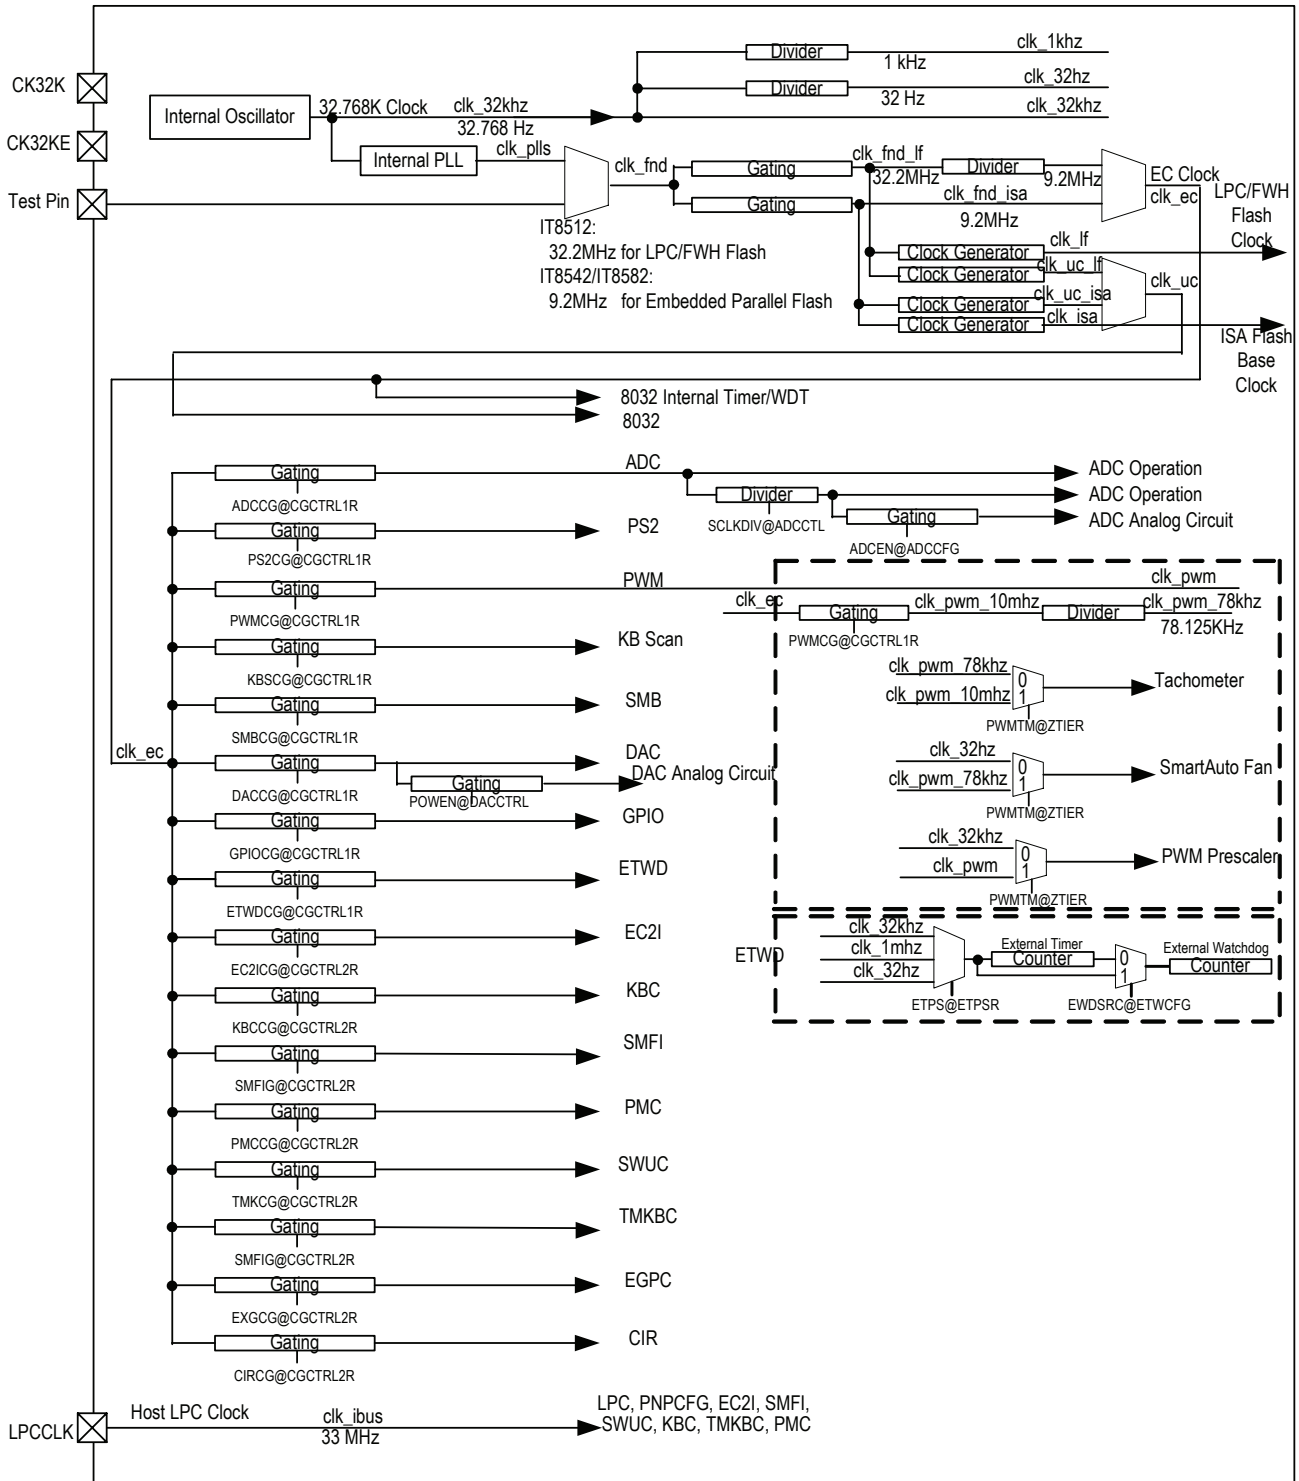 clk_1khz
Divider
1 kHz
CK32K
clk_32hz
Divider
32 Hz
Internal Oscillator
32.768K Clock
clk_32khz
32.768 Hz
clk_32khz
CK32KE
Internal PLL
clk_plls
clk_fnd
Gating
clk_fnd_lf
32.2MHz
Divider
9.2MHz
EC Clock
clk_ec
Test Pin
Gating
clk_fnd_isa
9.2MHz
LPC/FWH
Flash
Clock
IT8512:
32.2MHz for LPC/FWH Flash
IT8542/IT8582:
9.2MHz for Embedded Parallel Flash
Clock Generator
clk_lf
Clock Generator
clk_uc_lf
clk_uc
Clock Generator
clk_uc_isa
Clock Generator
clk_isa
ISA Flash
Base
Clock
8032 Internal Timer/WDT
8032
Gating
ADC
ADC Operation
ADCCG@CGCTRL1R
Divider
ADC Operation
SCLKDIV@ADCCTL
Gating
ADC Analog Circuit
ADCEN@ADCCFG
Gating
PS2
PS2CG@CGCTRL1R
Gating
PWM
clk_pwm
PWMCG@CGCTRL1R
clk_ec
Gating
clk_pwm_10mhz
Divider
clk_pwm_78khz
78.125KHz
PWMCG@CGCTRL1R
Gating
KB Scan
KBSCG@CGCTRL1R
clk_pwm_78khz
0
clk_pwm_10mhz
1
Tachometer
PWMTM@ZTIER
Gating
SMB
SMBCG@CGCTRL1R
clk_ec
Gating
DAC
DACCG@CGCTRL1R
Gating
DAC Analog Circuit
POWEN@DACCTRL
clk_32hz
0
clk_pwm_78khz
1
SmartAuto Fan
PWMTM@ZTIER
Gating
GPIO
GPIOCG@CGCTRL1R
clk_32khz
0
clk_pwm
1
PWM Prescaler
PWMTM@ZTIER
Gating
ETWD
ETWDCG@CGCTRL1R
Gating
EC2I
EC2ICG@CGCTRL2R
ETWD
clk_32khz
clk_1mhz
clk_32hz
ETPS@ETPSR
External Timer
Counter
0
1
EWDSRC@ETWCFG
External Watchdog
Counter
Gating
KBC
KBCCG@CGCTRL2R
Gating
SMFI
SMFIG@CGCTRL2R
Gating
PMC
PMCCG@CGCTRL2R
Gating
SWUC
TMKCG@CGCTRL2R
Gating
TMKBC
SMFIG@CGCTRL2R
Gating
EGPC
EXGCG@CGCTRL2R
Gating
CIR
CIRCG@CGCTRL2R
LPCCLK
Host LPC Clock
clk_ibus
33 MHz
LPC, PNPCFG, EC2I, SMFI,
SWUC, KBC, TMKBC, PMC